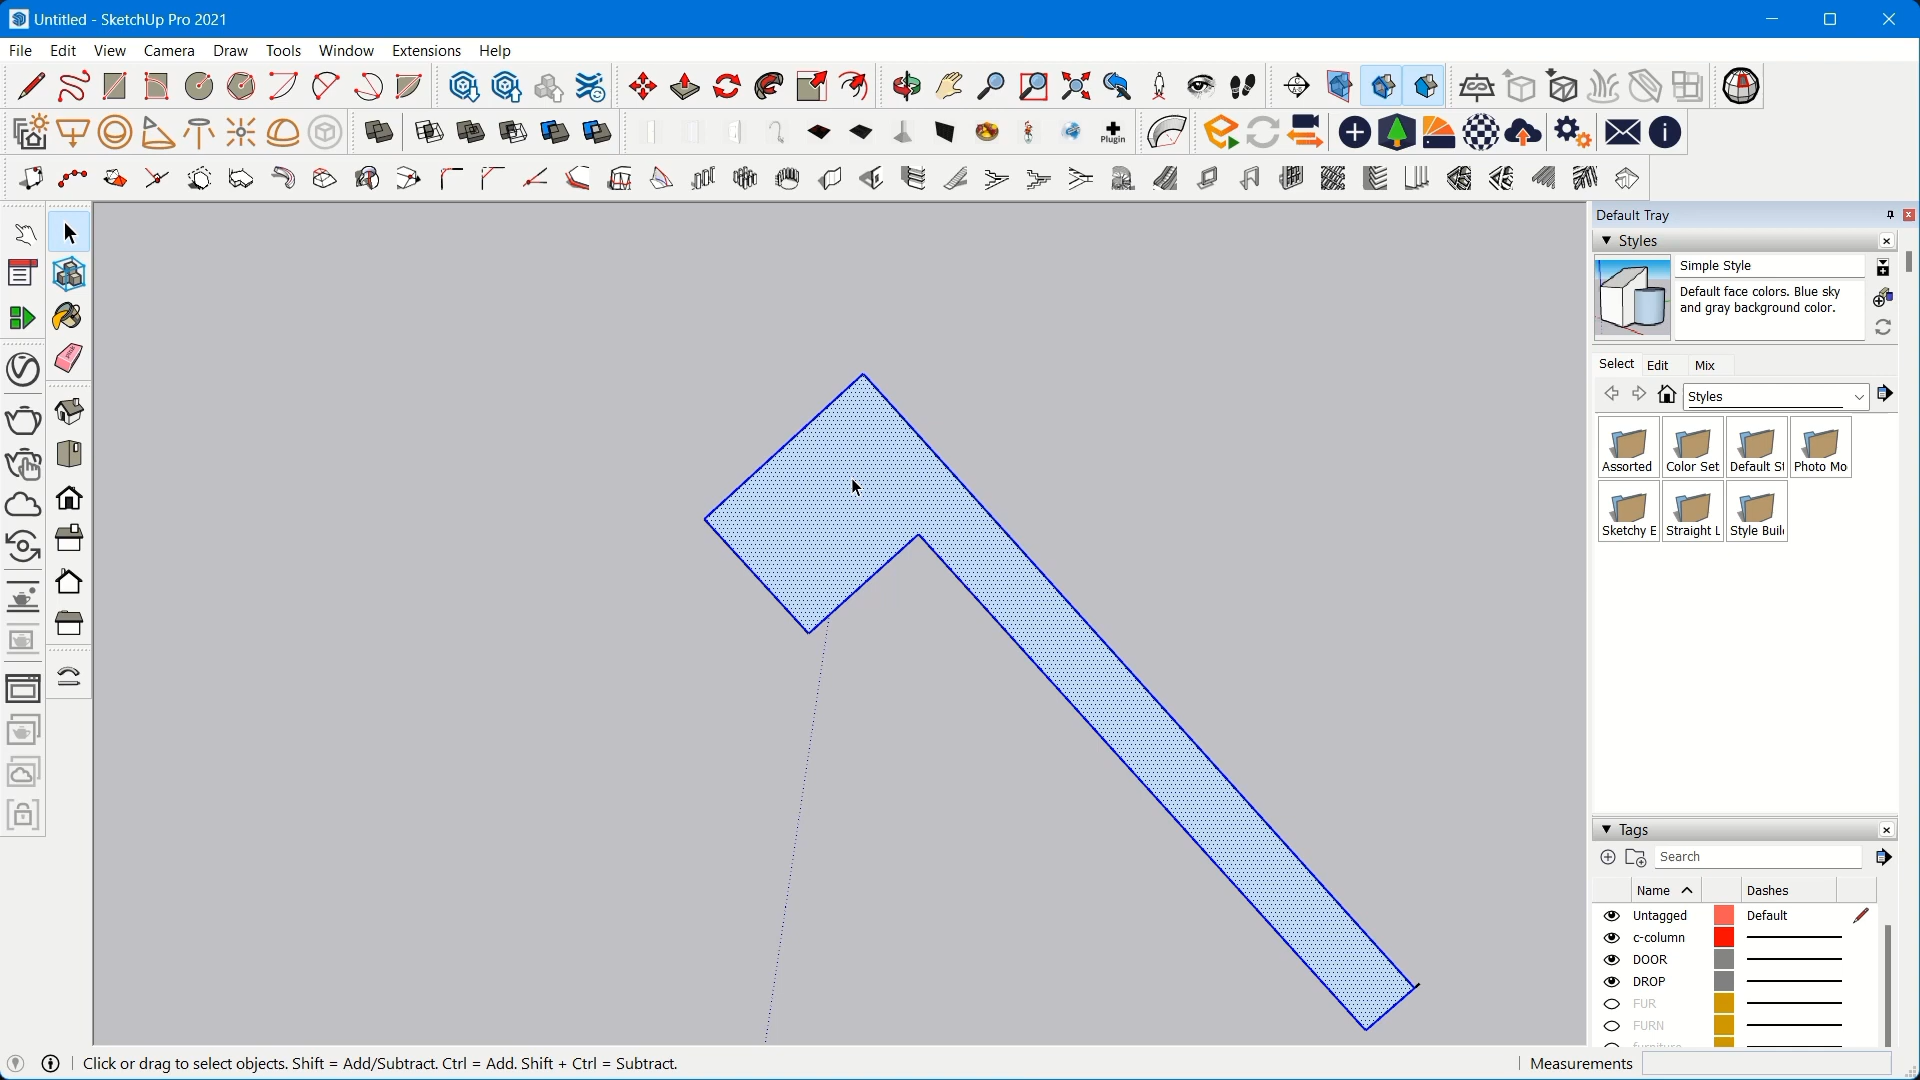 Untitled - SketchUp Pro 2021
File Edit View Camera Draw Tools Window Extensions Help
Plugin
Default Tray
Styles
Simple Style
Default face colors. Blue sky
and gray background color.
Select Edit Mix
Styles
Assorted Color Set Default St Photo Mo
Sketchy E Straight L Style Buil
Tags
Search
Name Dashes
Untagged Default
c-column
DOOR
DROP
FUR
FURN
Click or drag to select objects. Shift = Add/Subtract. Ctrl = Add. Shift + Ctrl = Subtract.
Measurements